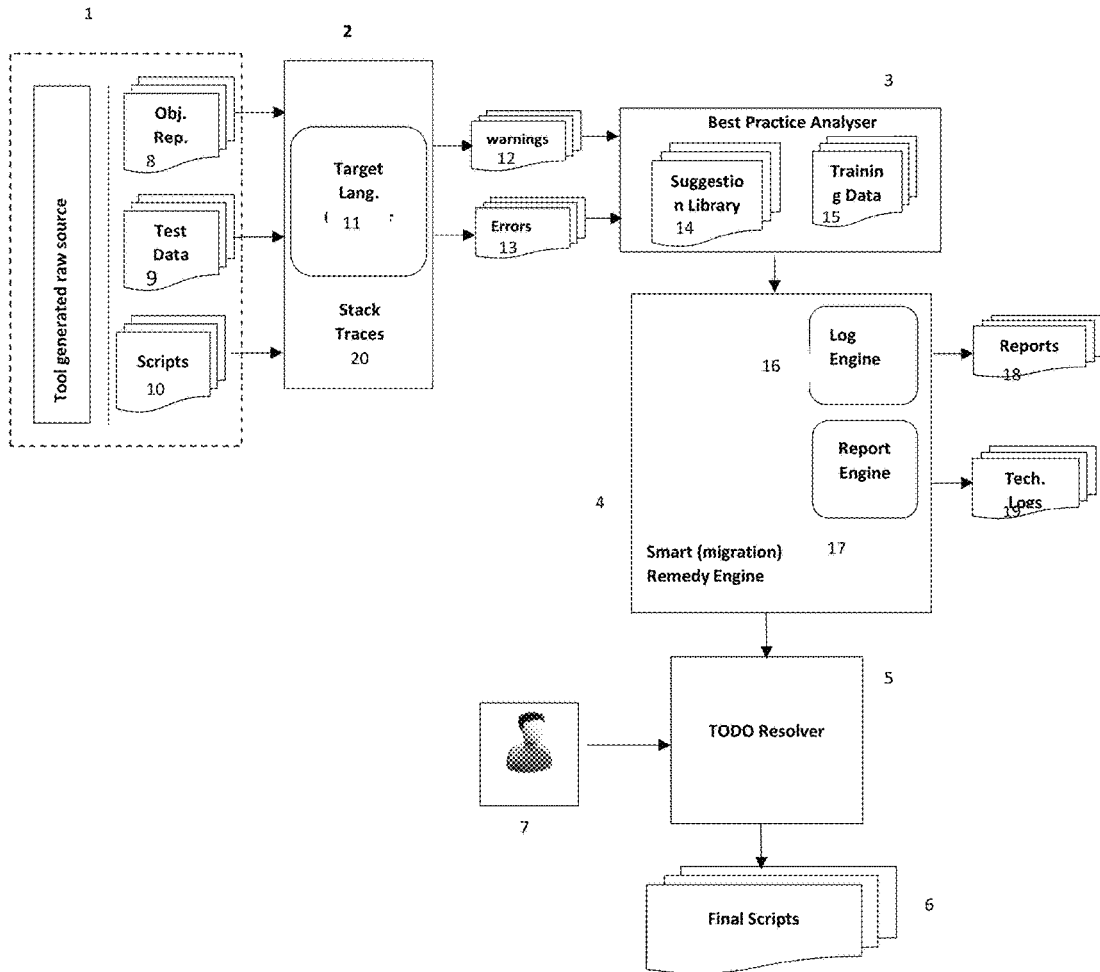 1
2
Tool generated raw source
Obj.
Rep.
8
Test
Data
9
Scripts
10
Target
Lang.
(
11
Stack
Traces
20
warnings
12
Errors
13
3
Best Practice Analyser
Suggestio
n Library
14
Trainin
g Data
15
4
16
Log
Engine
Report
Engine
17
Smart (migration)
Remedy Engine
Reports
18
Tech.
Logs
19
5
TODO Resolver
7
Final Scripts
6